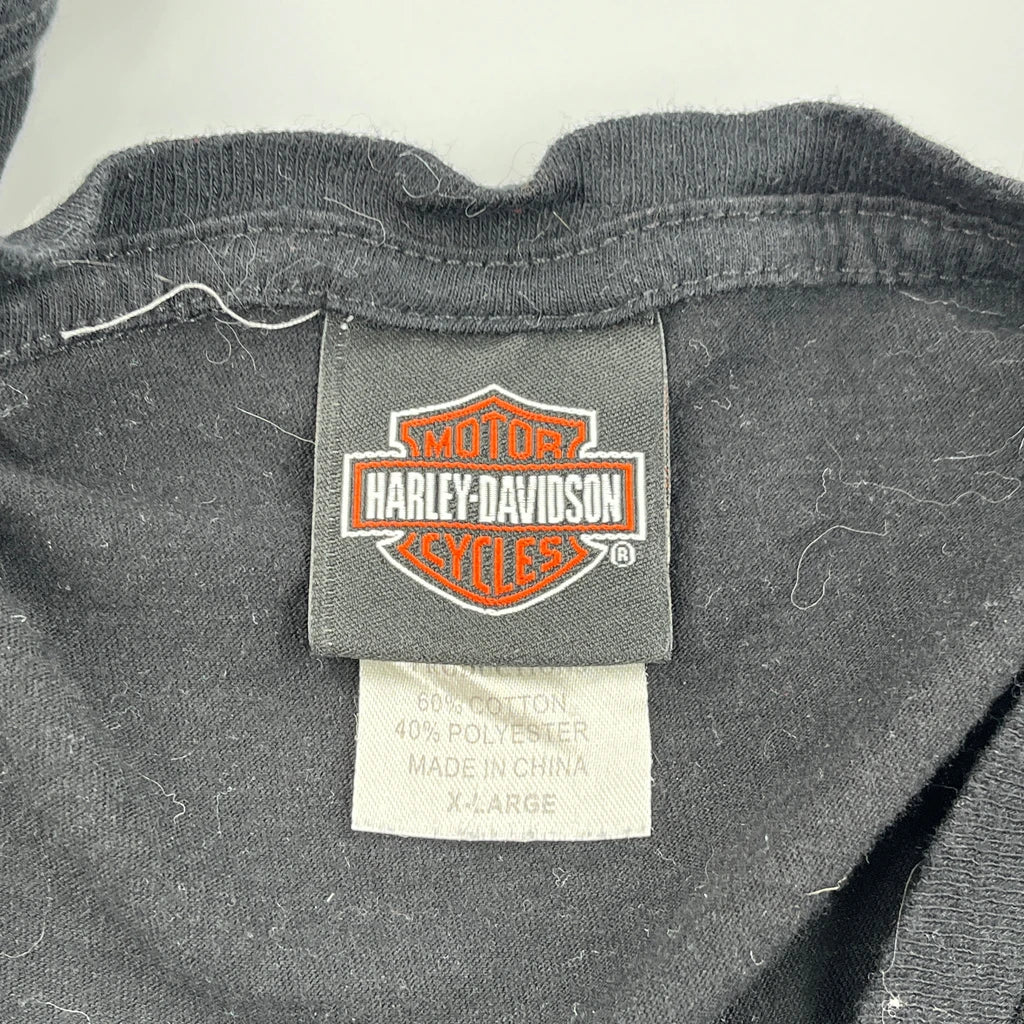 MOTOR
HARLEY-DAVIDSON
CYCLES
®
60% COTTON
40% POLYESTER
MADE IN CHINA
X-LARGE